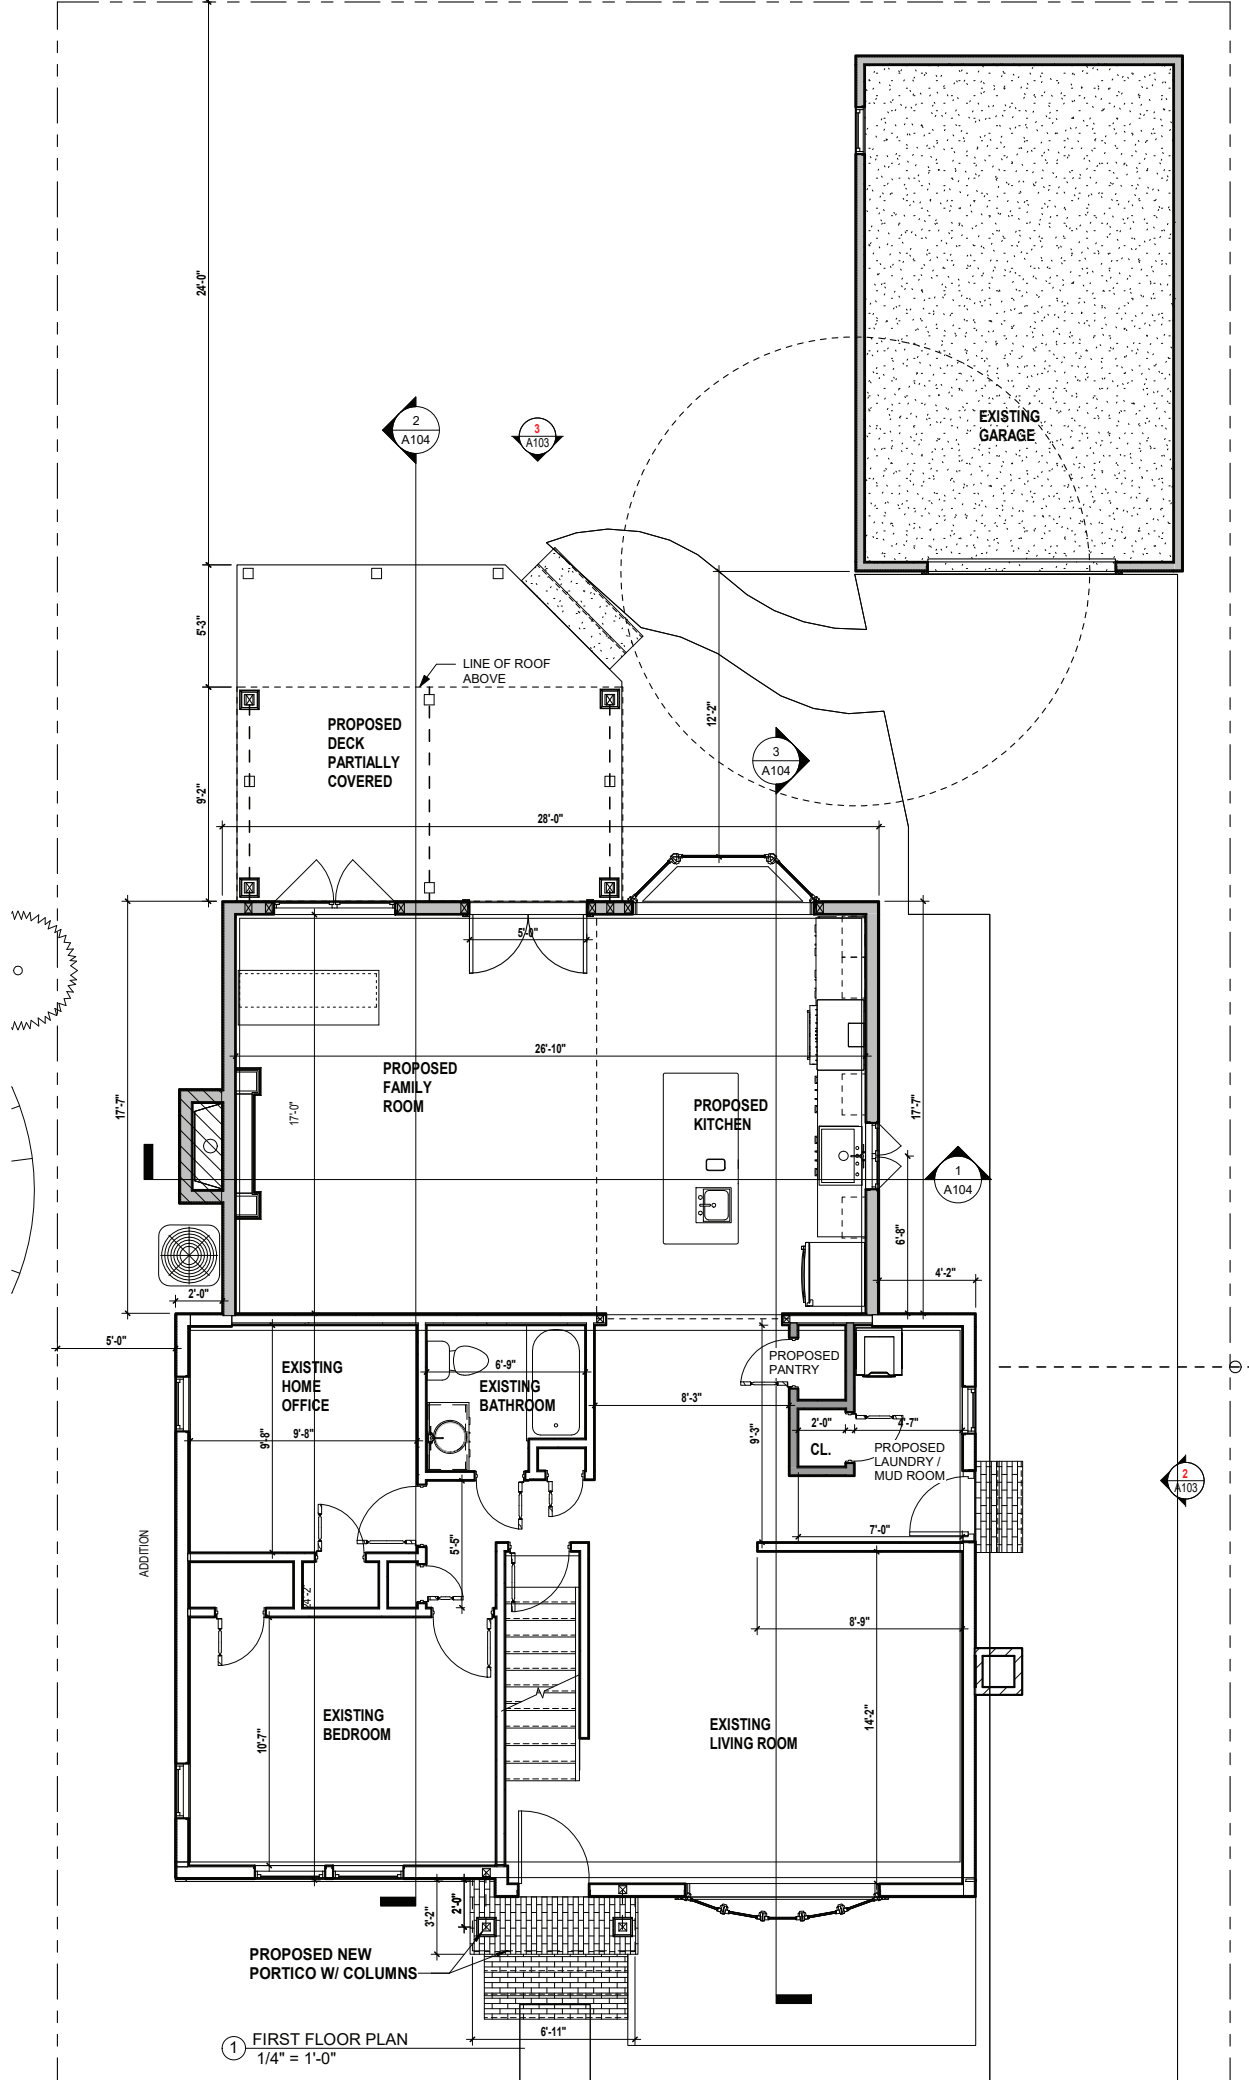 24'-0"
EXISTING
GARAGE
2
A104
3
A103
5'-3"
LINE OF ROOF
ABOVE
12'-2"
PROPOSED
DECK
PARTIALLY
COVERED
3
A104
9'-2"
28'-0"
5'-0"
26'-10"
PROPOSED
FAMILY
ROOM
17'-7"
17'-0"
PROPOSED
KITCHEN
17'-7"
1
A104
6'-8"
4'-2"
2'-0"
5'-0"
EXISTING
HOME
OFFICE
6'-9"
EXISTING
BATHROOM
PROPOSED
PANTRY
8'-3"
9'-8"
9'-8"
9'-3"
2'-0"
4'-7"
CL.
PROPOSED
LAUNDRY /
MUD ROOM
2
A103
7'-0"
ADDITION
5'-5"
24'-2"
8'-9"
EXISTING
BEDROOM
10'-7"
EXISTING
LIVING ROOM
14'-2"
3'-2"
2'-0"
PROPOSED NEW
PORTICO W/ COLUMNS
6'-11"
1
FIRST FLOOR PLAN
1/4" = 1'-0"